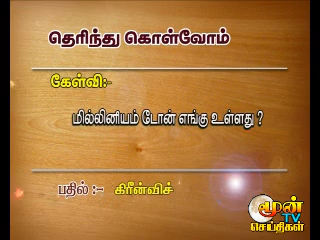 தெரிந்து கொள்வோம்
கேள்வி:-
மில்லினியம் டோன் எங்கு உள்ளது ?
பதில் :- கிரீன்விச்
மூன்
TV
செய்திகள்